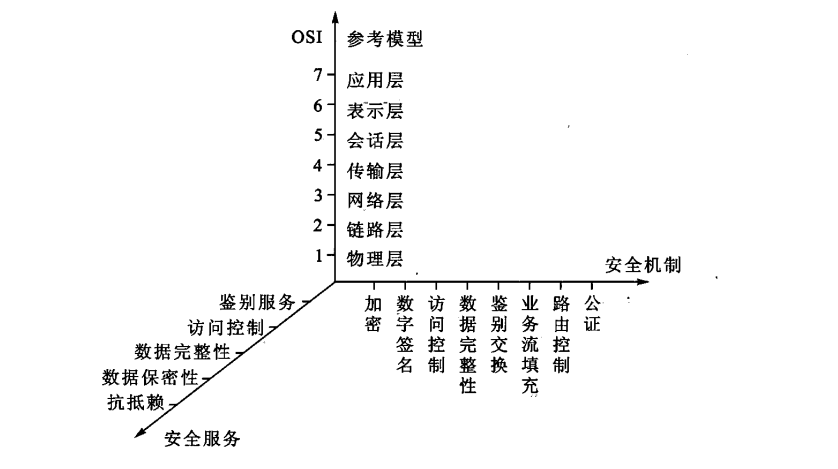 OSI 参考模型
7 应用层
6 表示层
5 会话层
4 传输层
3 网络层
2 链路层
1 物理层
安全机制
加密
数字签名
访问控制
数据完整性
鉴别交换
业务流填充
路由控制
公证
鉴别服务
访问控制
数据完整性
数据保密性
抗抵赖
安全服务